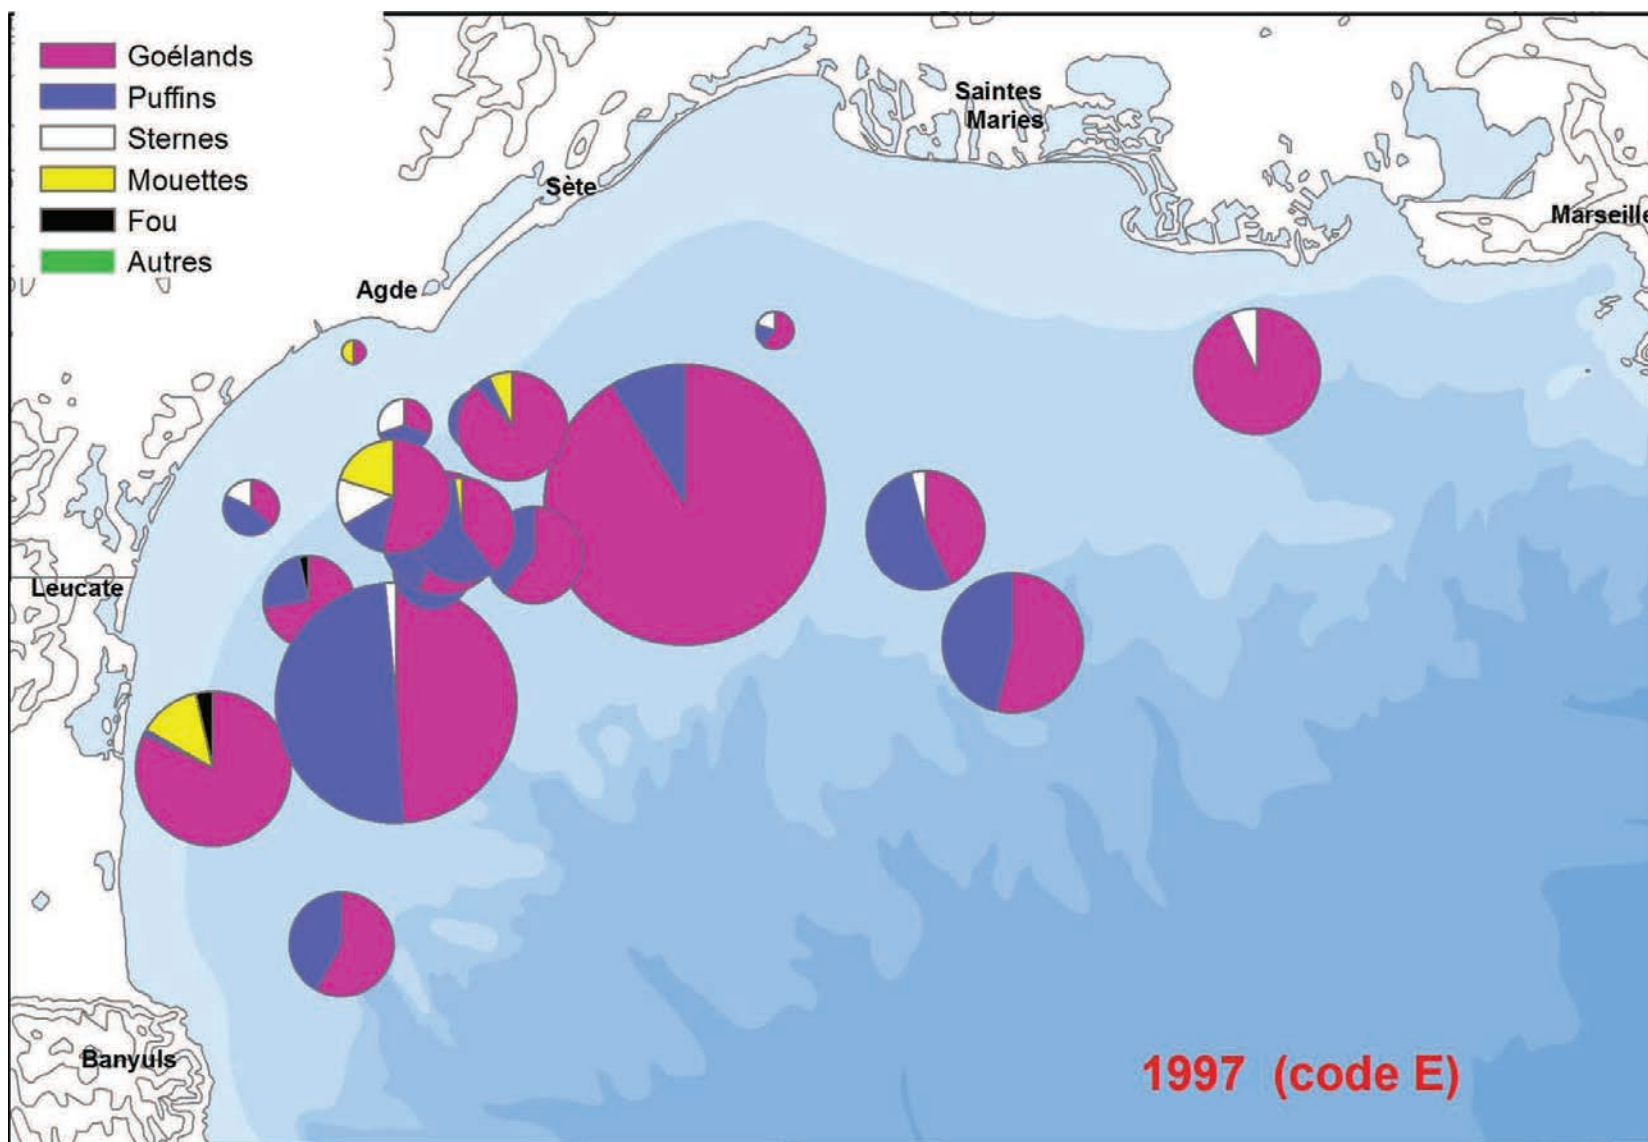 Goélands
Puffins
Sternes
Mouettes
Fou
Autres
Saintes
Maries
Sète
Marseille
Agde
Leucate
Banyuls
1997 (code E)